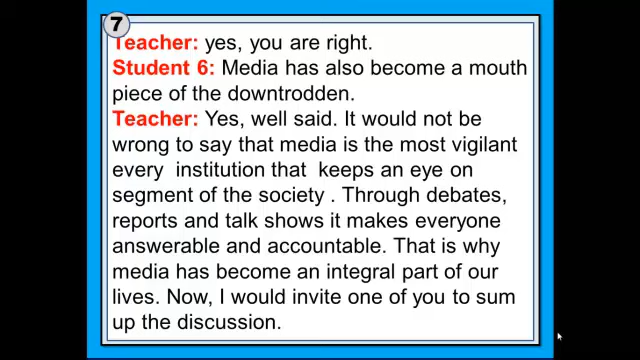 7
Teacher: yes, you are right.
Student 6: Media has also become a mouth
piece of the downtrodden.
Teacher: Yes, well said. It would not be
wrong to say that media is the most vigilant
every institution that keeps an eye on
segment of the society . Through debates,
reports and talk shows it makes everyone
answerable and accountable. That is why
media has become an integral part of our
lives. Now, I would invite one of you to sum
up the discussion.